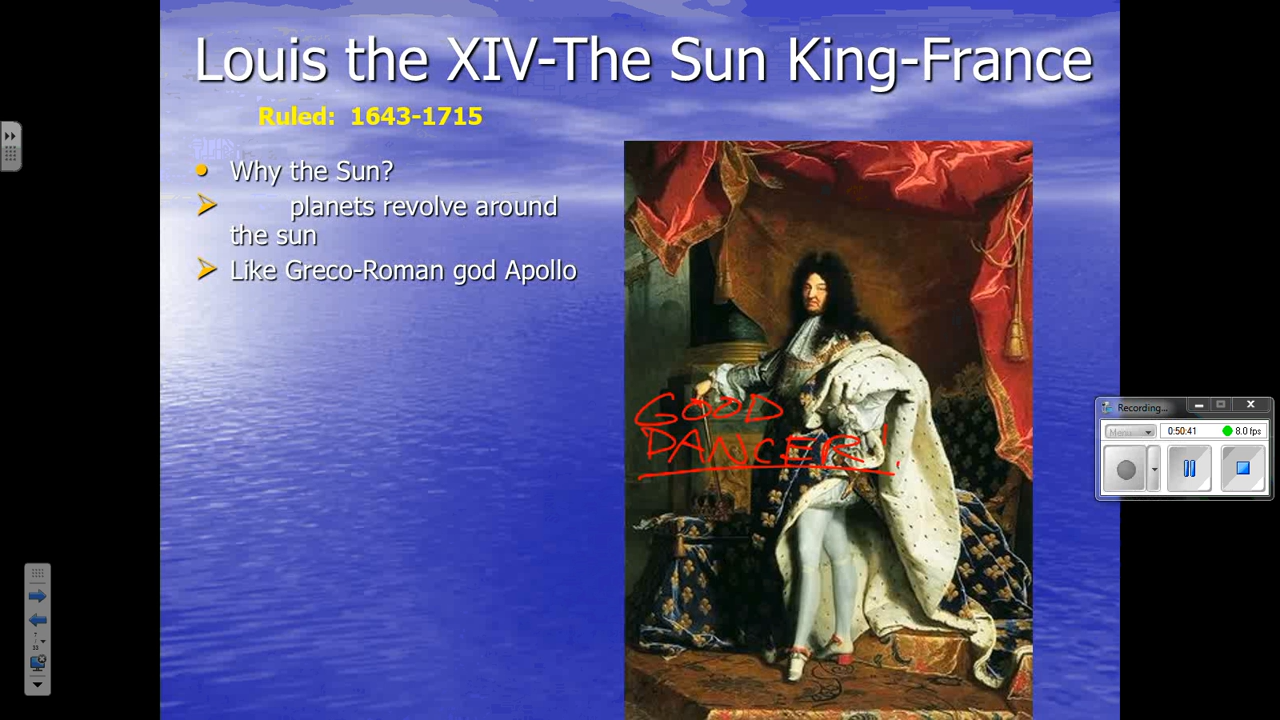 Louis the XIV-The Sun King-France
Ruled:  1643-1715
Why the Sun?
planets revolve around
the sun
Like Greco-Roman god Apollo
GOOD
DANCER!
Recording...
Menu
0:50:41
8.0 fps